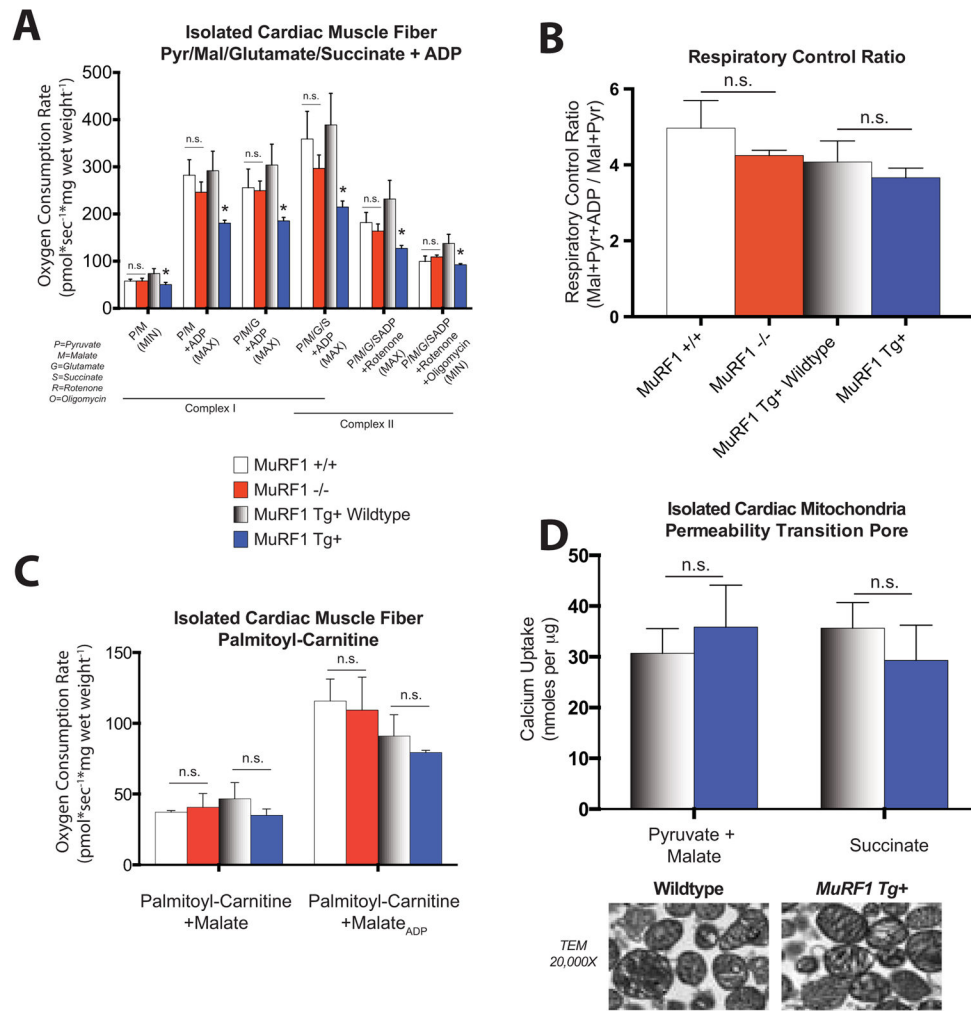 A
Isolated Cardiac Muscle Fiber
Pyr/Mal/Glutamate/Succinate + ADP
Oxygen Consumption Rate
(pmol*sec⁻¹*mg wet weight⁻¹)
500
400
300
200
100
0
n.s.
*
n.s.
*
n.s.
*
n.s.
*
n.s.
*
n.s.
*
P/M
(MIN)
P/M
+ADP
(MAX)
P/M/G
+ADP
(MAX)
P/M/G/S
+ADP
(MAX)
P/M/G/SADP
+Rotenone
(MAX)
P/M/G/SADP
+Rotenone
+Oligomycin
(MIN)
P=Pyruvate
M=Malate
G=Glutamate
S=Succinate
R=Rotenone
O=Oligomycin
Complex I
Complex II
MuRF1 +/+
MuRF1 -/-
MuRF1 Tg+ Wildtype
MuRF1 Tg+
B
Respiratory Control Ratio
Respiratory Control Ratio
(Mal+Pyr+ADP / Mal+Pyr)
6
4
2
0
n.s.
n.s.
MuRF1 +/+
MuRF1 -/-
MuRF1 Tg+ Wildtype
MuRF1 Tg+
C
Isolated Cardiac Muscle Fiber
Palmitoyl-Carnitine
Oxygen Consumption Rate
(pmol*sec⁻¹*mg wet weight⁻¹)
150
100
50
0
n.s.
n.s.
n.s.
n.s.
Palmitoyl-Carnitine
+Malate
Palmitoyl-Carnitine
+MalateADP
D
Isolated Cardiac Mitochondria
Permeability Transition Pore
Calcium Uptake
(nmoles per µg)
50
40
30
20
10
0
n.s.
n.s.
Pyruvate +
Malate
Succinate
Wildtype
MuRF1 Tg+
TEM
20,000X